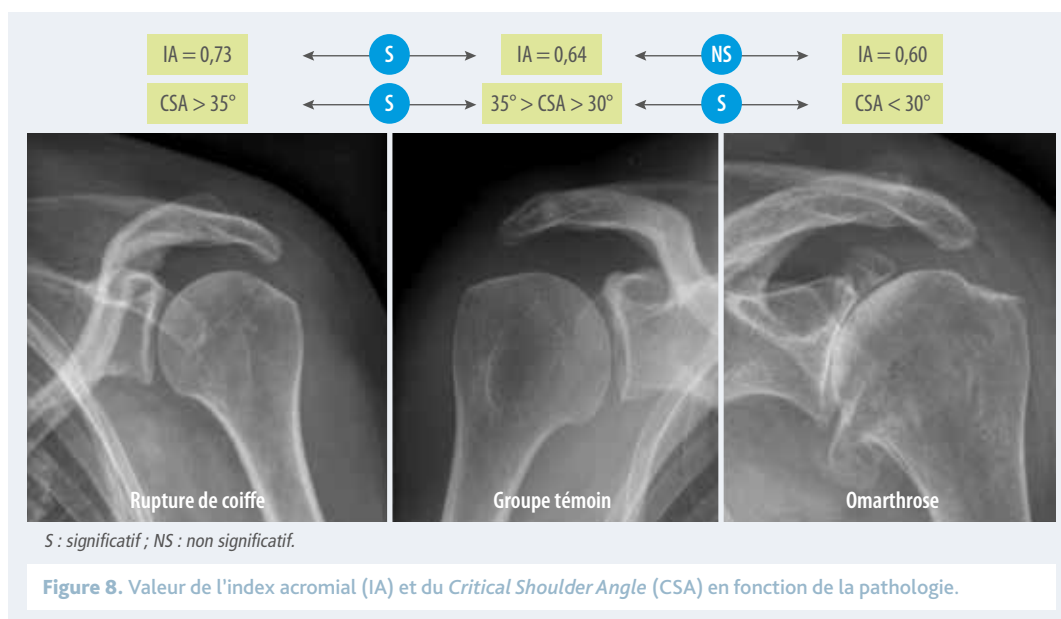 IA = 0,73 S IA = 0,64 NS IA = 0,60
CSA > 35° S 35° > CSA > 30° S CSA < 30°
Rupture de coiffe Groupe témoin Omarthrose
S : significatif ; NS : non significatif.
Figure 8. Valeur de l'index acromial (IA) et du Critical Shoulder Angle (CSA) en fonction de la pathologie.